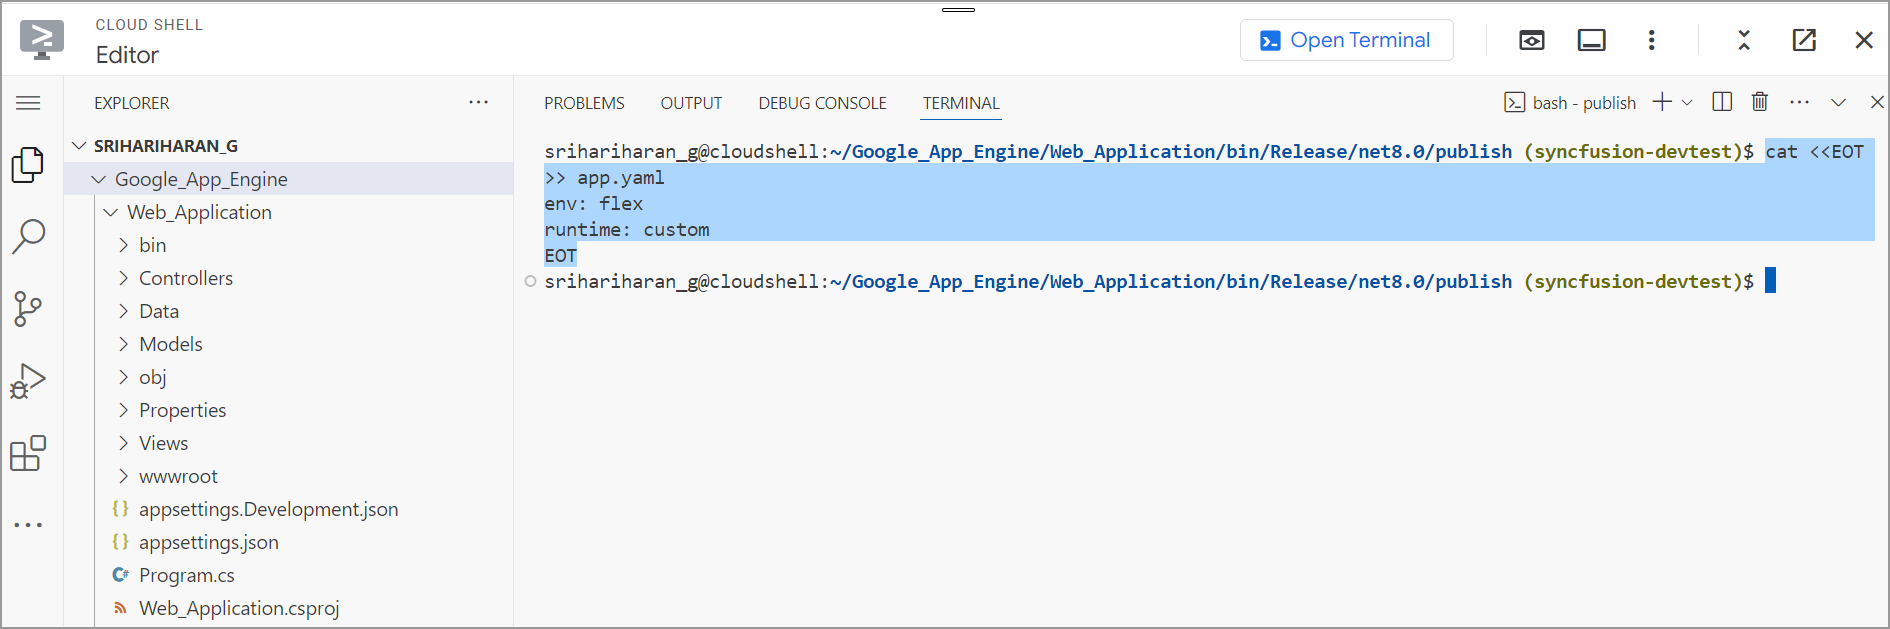 CLOUD SHELL
Editor
Open Terminal
EXPLORER
SRIHARIHARAN_G
Google_App_Engine
Web_Application
bin
Controllers
Data
Models
obj
Properties
Views
wwwroot
{} appsettings.Development.json
{} appsettings.json
C# Program.cs
Web_Application.csproj
PROBLEMS OUTPUT DEBUG CONSOLE TERMINAL
bash - publish
srihariharan_g@cloudshell:~/Google_App_Engine/Web_Application/bin/Release/net8.0/publish (syncfusion-devtest)$ cat <<EOT
>> app.yaml
env: flex
runtime: custom
EOT
srihariharan_g@cloudshell:~/Google_App_Engine/Web_Application/bin/Release/net8.0/publish (syncfusion-devtest)$